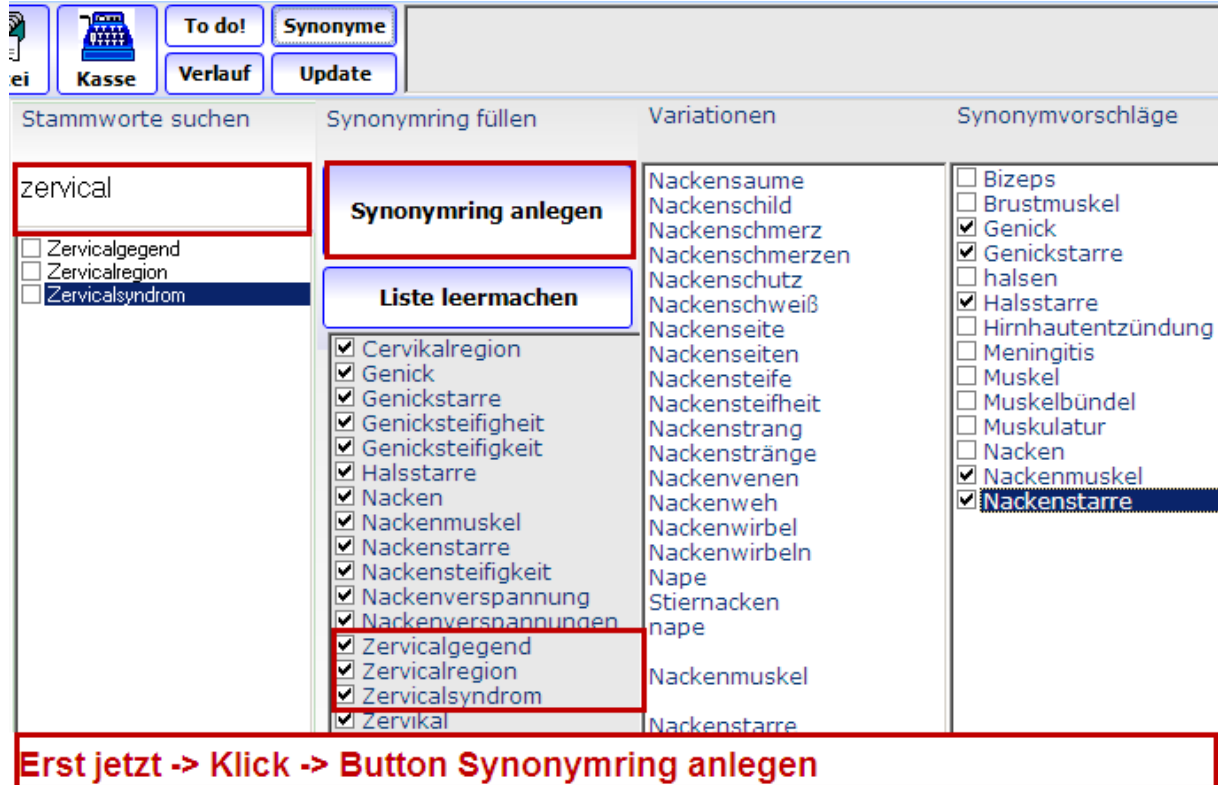 To do!
Synonyme
ei
Kasse
Verlauf
Update
Stammworte suchen
zervical
Zervicalgegend
Zervicalregion
Zervicalsyndrom
Synonymring füllen
Synonymring anlegen
Liste leermachen
Cervikalregion
Genick
Genickstarre
Genicksteifigheit
Genicksteifigkeit
Halsstarre
Nacken
Nackenmuskel
Nackenstarre
Nackensteifigkeit
Nackenverspannung
Nackenverspannungen
Zervicalgegend
Zervicalregion
Zervicalsyndrom
Zervikal
Variationen
Nackensaume
Nackenschild
Nackenschmerz
Nackenschmerzen
Nackenschutz
Nackenschweiß
Nackenseite
Nackenseiten
Nackensteife
Nackensteifheit
Nackenstrang
Nackenstränge
Nackenvenen
Nackenweh
Nackenwirbel
Nackenwirbeln
Nape
Stiernacken
nape
Nackenmuskel
Nackenstarre
Synonymvorschläge
Bizeps
Brustmuskel
Genick
Genickstarre
halsen
Halsstarre
Hirnhautentzündung
Meningitis
Muskel
Muskelbündel
Muskulatur
Nacken
Nackenmuskel
Nackenstarre
Erst jetzt -> Klick -> Button Synonymring anlegen